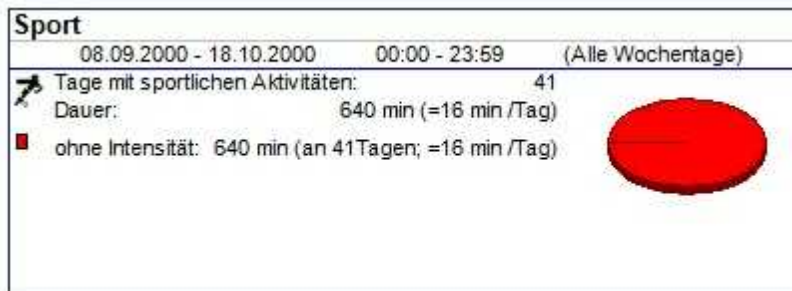 Sport
08.09.2000 - 18.10.2000 00:00 - 23:59 (Alle Wochentage)
Tage mit sportlichen Aktivitäten: 41
Dauer: 640 min (=16 min /Tag)
ohne Intensität: 640 min (an 41Tagen; =16 min /Tag)